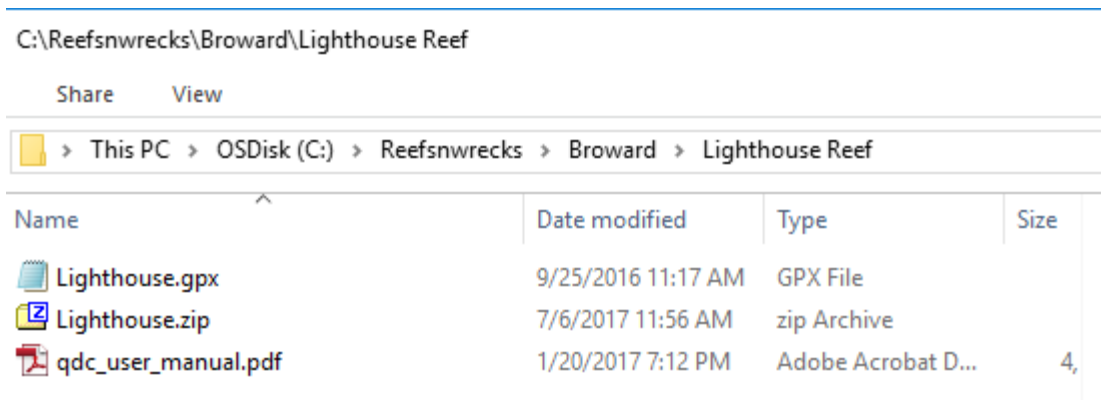 C:\Reefsnwrecks\Broward\Lighthouse Reef
Share View
> This PC > OSDisk (C:) > Reefsnwrecks > Broward > Lighthouse Reef
Name Date modified Type Size
Lighthouse.gpx 9/25/2016 11:17 AM GPX File
Z Lighthouse.zip 7/6/2017 11:56 AM zip Archive
qdc_user_manual.pdf 1/20/2017 7:12 PM Adobe Acrobat D... 4,